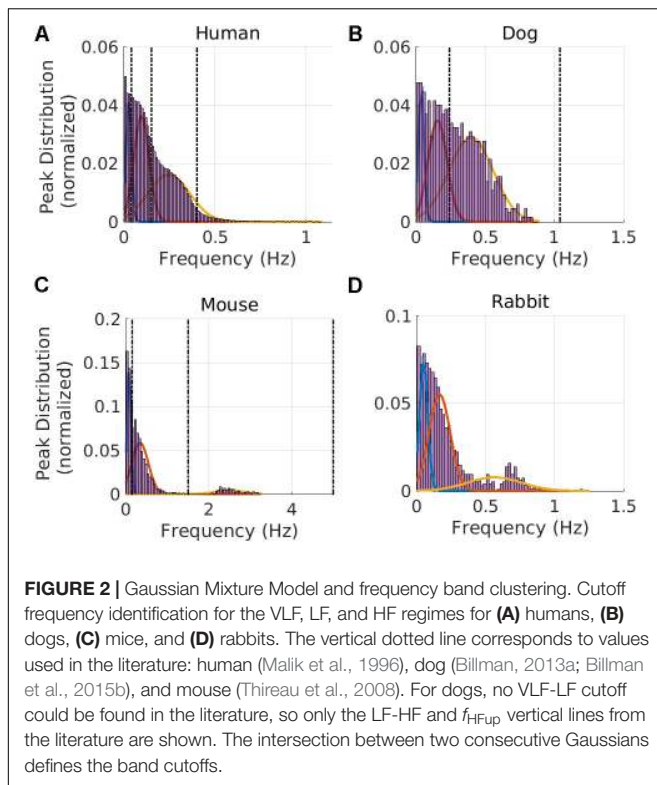 A
Human
0.06
0.04
0.02
0
Peak Distribution
(normalized)
0
0.5
1
Frequency (Hz)
B
Dog
0.06
0.04
0.02
0
0
0.5
1
1.5
Frequency (Hz)
C
Mouse
0.2
0.15
0.1
0.05
0
Peak Distribution
(normalized)
0
2
4
Frequency (Hz)
D
Rabbit
0.1
0.05
0
0
0.5
1
1.5
Frequency (Hz)
FIGURE 2 | Gaussian Mixture Model and frequency band clustering. Cutoff
frequency identification for the VLF, LF, and HF regimes for (A) humans, (B)
dogs, (C) mice, and (D) rabbits. The vertical dotted line corresponds to values
used in the literature: human (Malik et al., 1996), dog (Billman, 2013a; Billman
et al., 2015b), and mouse (Thireau et al., 2008). For dogs, no VLF-LF cutoff
could be found in the literature, so only the LF-HF and fHFup vertical lines from
the literature are shown. The intersection between two consecutive Gaussians
defines the band cutoffs.